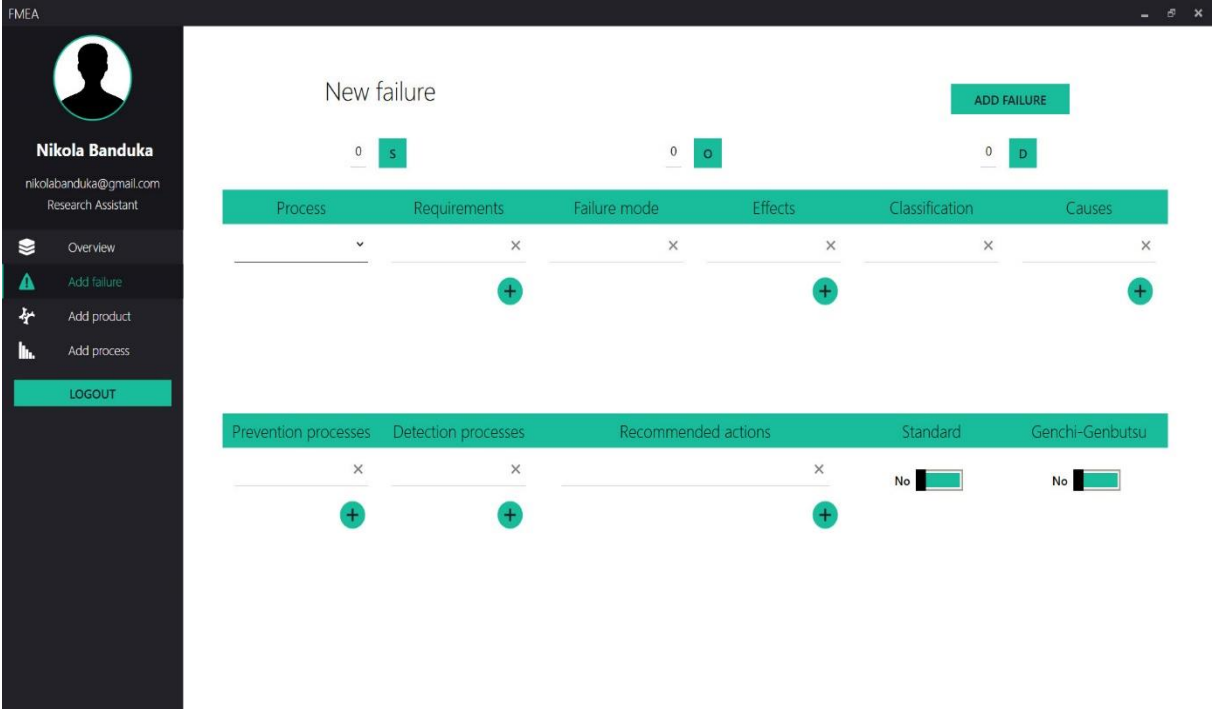 FMEA
Nikola Banduka
nikolabanduka@gmail.com
Research Assistant
Overview
Add failure
Add product
Add process
LOGOUT
New failure
ADD FAILURE
0 S 0 O 0 D
Process Requirements Failure mode Effects Classification Causes
Prevention processes Detection processes Recommended actions Standard Genchi-Genbutsu
No No